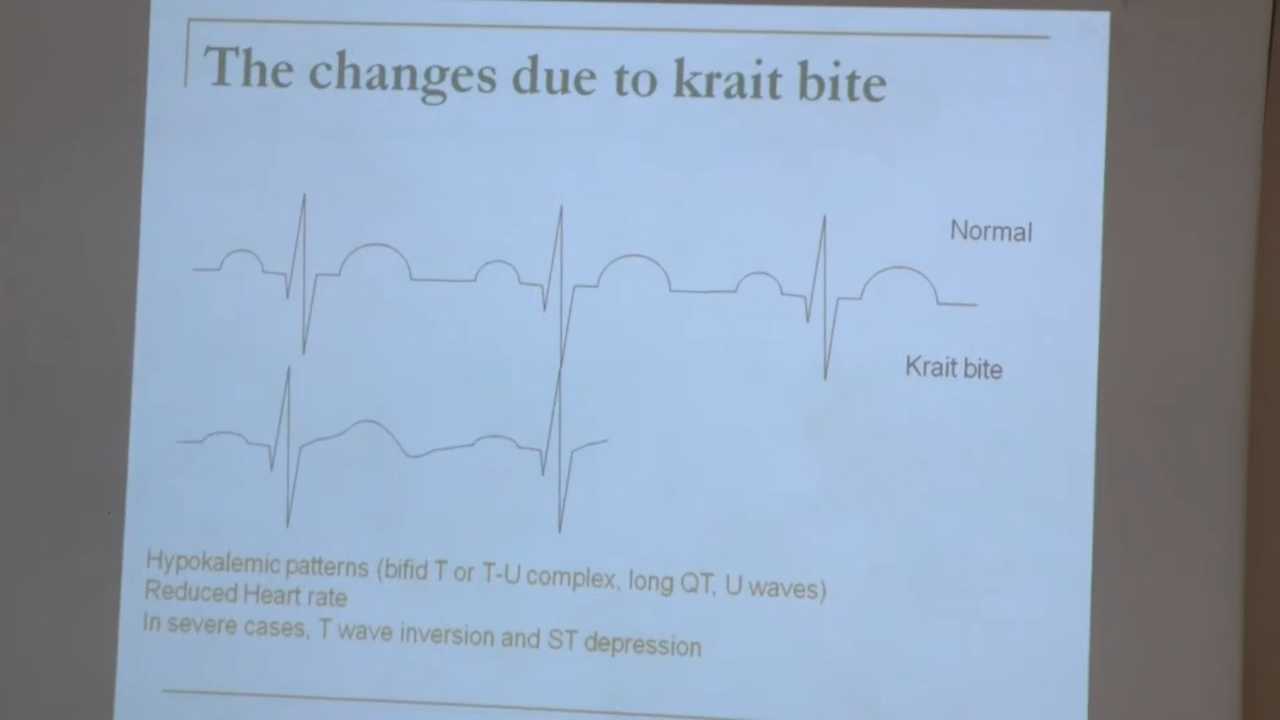 The changes due to krait bite
Normal
Krait bite
Hypokalemic patterns (bifid T or T-U complex, long QT, U waves)
Reduced Heart rate
In severe cases, T wave inversion and ST depression